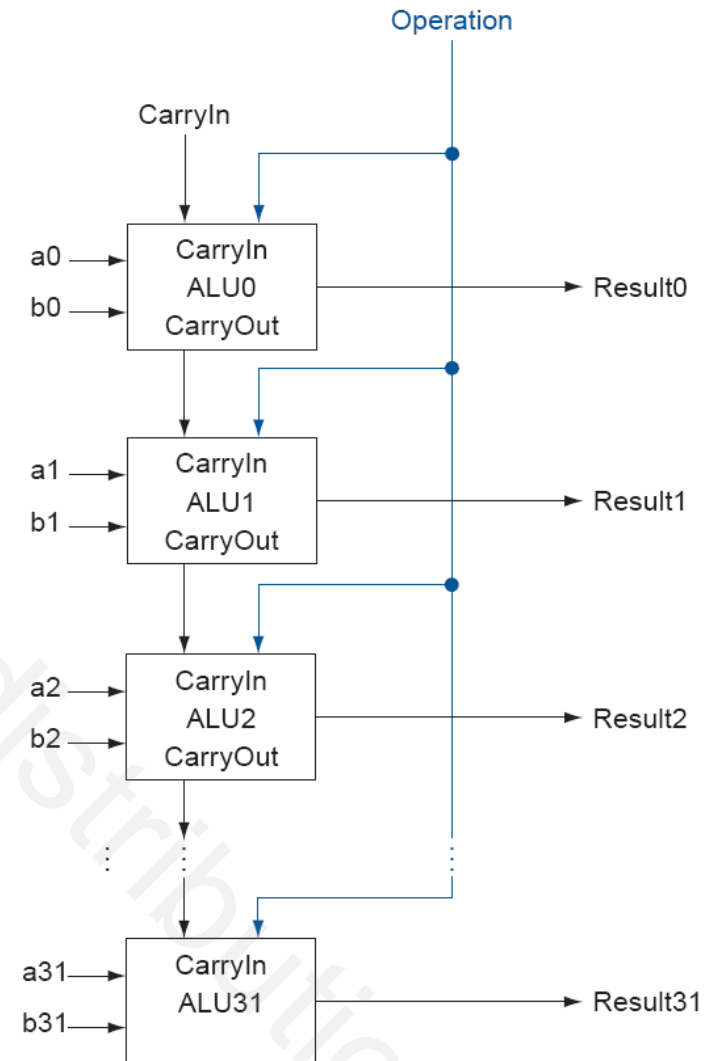 Operation
CarryIn
a0
b0
CarryIn
ALU0
CarryOut
Result0
a1
b1
CarryIn
ALU1
CarryOut
Result1
a2
b2
CarryIn
ALU2
CarryOut
Result2
a31
b31
CarryIn
ALU31
Result31
distributio